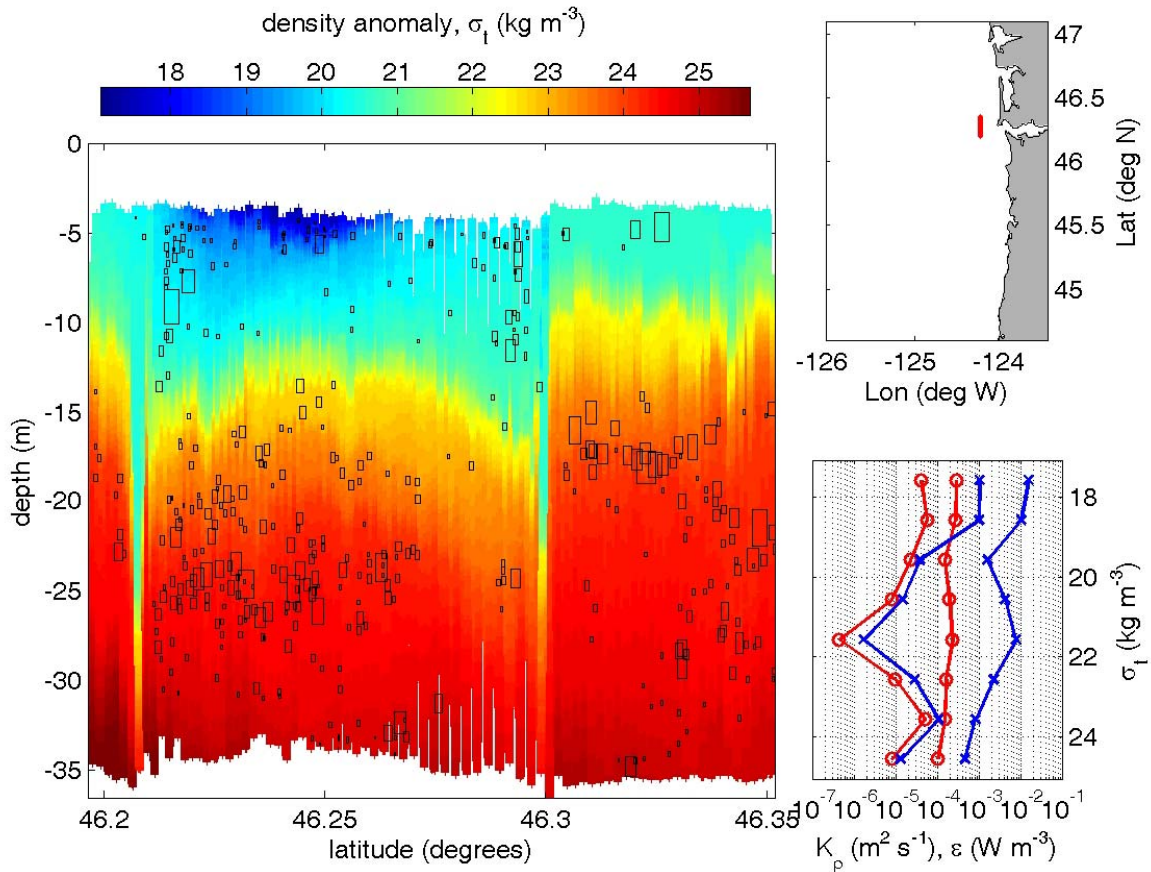 density anomaly, σt (kg m-3)
18 19 20 21 22 23 24 25
0
-5
-10
-15
-20
-25
-30
-35
depth (m)
46.2 46.25 46.3 46.35
latitude (degrees)
47
46.5
46
45.5
45
Lat (deg N)
-126 -125 -124
Lon (deg W)
18
20
22
24
σt (kg m-3)
10-7 10-6 10-5 10-4 10-3 10-2 10-1
Kρ (m2 s-1), ε (W m-3)